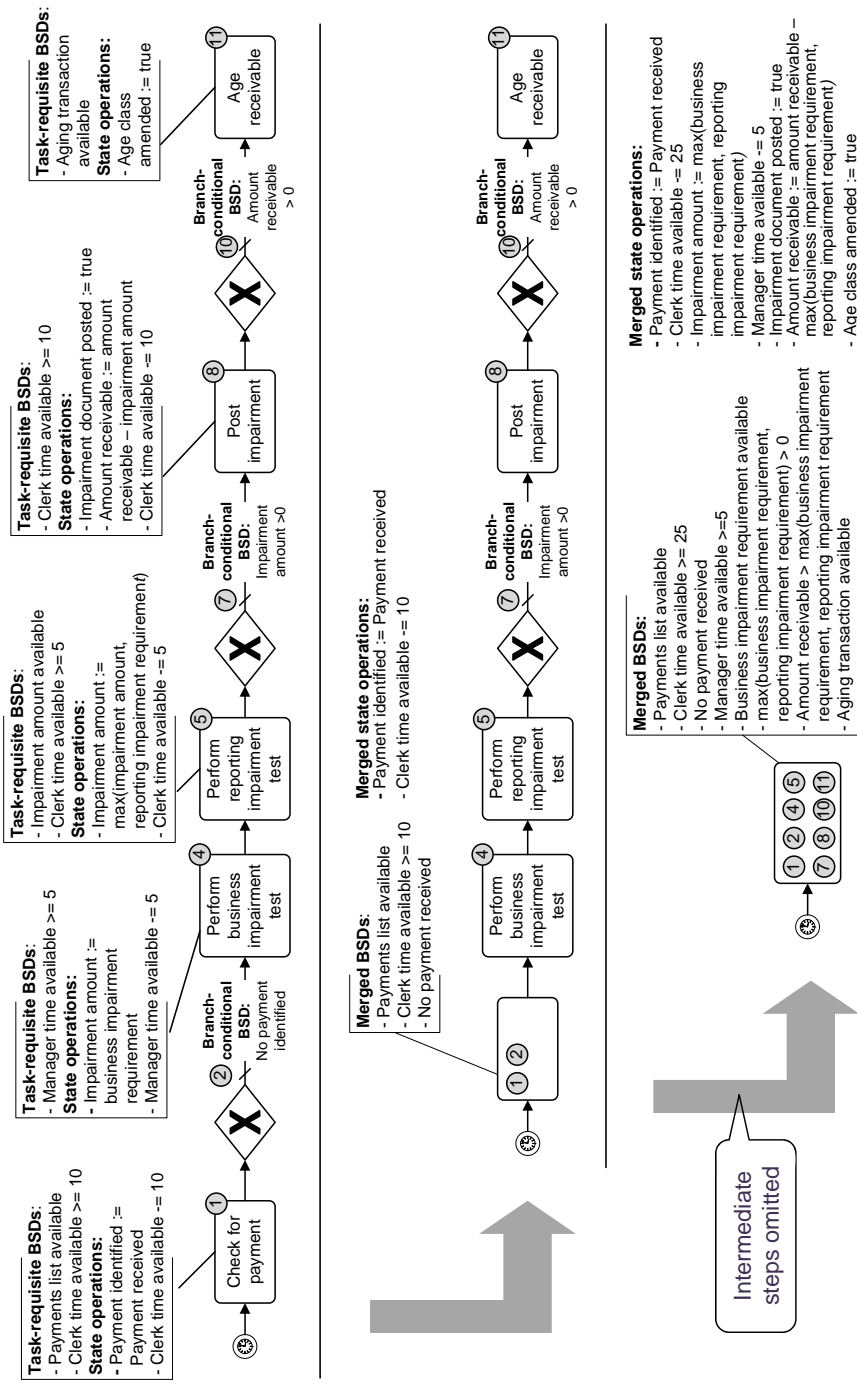 Task-requisite BSDs:
- Payments list available
- Clerk time available >= 10
State operations:
- Payment identified :=
Payment received
- Clerk time available -= 10
Task-requisite BSDs:
- Manager time available >= 5
State operations:
- Impairment amount :=
business impairment
requirement
- Manager time available -= 5
Task-requisite BSDs:
- Impairment amount available
- Clerk time available >= 5
State operations:
- Impairment amount :=
max(impairment amount,
reporting impairment requirement)
- Clerk time available -= 5
Task-requisite BSDs:
- Clerk time available >= 10
State operations:
- Impairment document posted := true
- Amount receivable := amount
receivable – impairment amount
- Clerk time available -= 10
Task-requisite BSDs:
- Aging transaction
available
State operations:
- Age class
amended := true
1
Check for
payment
X
2
Branch-
conditional
BSD:
No payment
identified
4
Perform
business
impairment
test
5
Perform
reporting
impairment
test
X
7
Branch-
conditional
BSD:
Impairment
amount >0
8
Post
impairment
X
10
Branch-
conditional
BSD:
Amount
receivable
> 0
11
Age
receivable
Merged BSDs:
- Payments list available
- Clerk time available >= 10
- No payment received
Merged state operations:
- Payment identified := Payment received
- Clerk time available -= 10
1 2
4
Perform
business
impairment
test
5
Perform
reporting
impairment
test
X
7
Branch-
conditional
BSD:
Impairment
amount >0
8
Post
impairment
X
10
Branch-
conditional
BSD:
Amount
receivable
> 0
11
Age
receivable
Intermediate
steps omitted
1 2 4 5
7 8 10 11
Merged BSDs:
- Payments list available
- Clerk time available >= 25
- No payment received
- Manager time available >=5
- Business impairment requirement available
- max(business impairment requirement,
reporting impairment requirement) > 0
- Amount receivable > max(business impairment
requirement, reporting impairment requirement
- Aging transaction available
Merged state operations:
- Payment identified := Payment received
- Clerk time available -= 25
- Impairment amount := max(business
impairment requirement, reporting
impairment requirement)
- Manager time available -= 5
- Impairment document posted := true
- Amount receivable := amount receivable –
max(business impairment requirement,
reporting impairment requirement)
- Age class amended := true